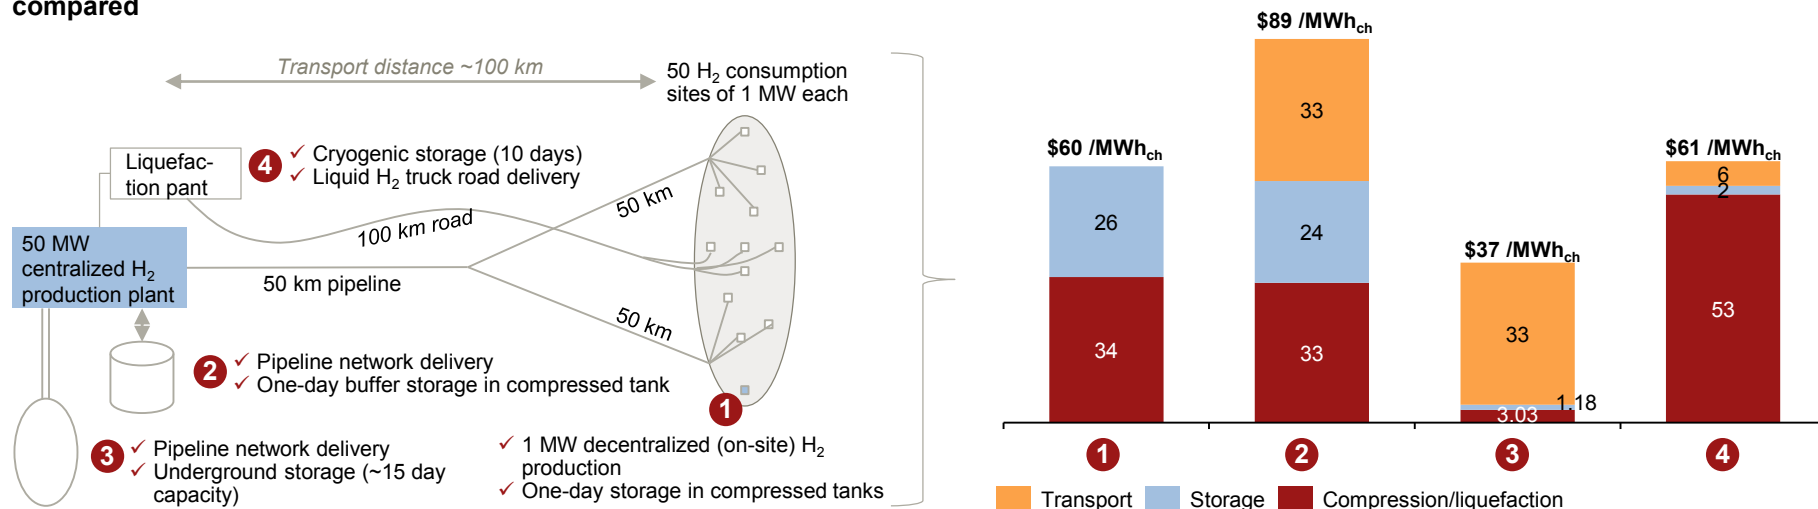 compared
Transport distance ~100 km
50 H2 consumption
sites of 1 MW each
Liquefac-
tion pant
4
✓ Cryogenic storage (10 days)
✓ Liquid H2 truck road delivery
50 km
100 km road
50 MW
centralized H2
production plant
50 km pipeline
50 km
2
✓ Pipeline network delivery
✓ One-day buffer storage in compressed tank
1
3
✓ Pipeline network delivery
✓ Underground storage (~15 day
capacity)
✓ 1 MW decentralized (on-site) H2
production
✓ One-day storage in compressed tanks
$60 /MWhch
26
34
$89 /MWhch
33
24
33
$37 /MWhch
33
1.18
3.03
$61 /MWhch
6
2
53
1
2
3
4
Transport
Storage
Compression/liquefaction